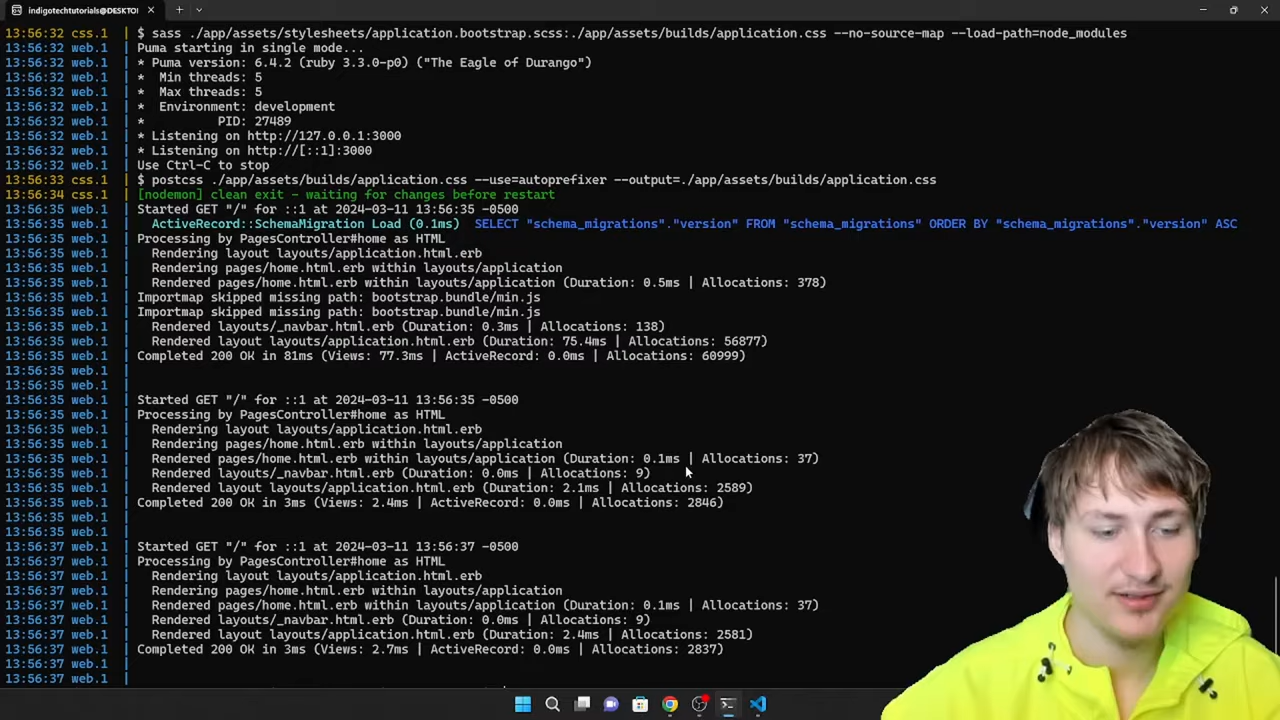 indigotechtutorials@DESKTO
13:56:32 css.1 | $ sass ./app/assets/stylesheets/application.bootstrap.scss:./app/assets/builds/application.css --no-source-map --load-path=node_modules
13:56:32 web.1 | Puma starting in single mode...
13:56:32 web.1 | * Puma version: 6.4.2 (ruby 3.3.0-p0) ("The Eagle of Durango")
13:56:32 web.1 | *  Min threads: 5
13:56:32 web.1 | *  Max threads: 5
13:56:32 web.1 | *  Environment: development
13:56:32 web.1 | *          PID: 27489
13:56:32 web.1 | * Listening on http://127.0.0.1:3000
13:56:32 web.1 | * Listening on http://[::1]:3000
13:56:32 web.1 | Use Ctrl-C to stop
13:56:33 css.1 | $ postcss ./app/assets/builds/application.css --use=autoprefixer --output=./app/assets/builds/application.css
13:56:34 css.1 | [nodemon] clean exit - waiting for changes before restart
13:56:35 web.1 | Started GET "/" for ::1 at 2024-03-11 13:56:35 -0500
13:56:35 web.1 |   ActiveRecord::SchemaMigration Load (0.1ms)  SELECT "schema_migrations"."version" FROM "schema_migrations" ORDER BY "schema_migrations"."version" ASC
13:56:35 web.1 | Processing by PagesController#home as HTML
13:56:35 web.1 |   Rendering layout layouts/application.html.erb
13:56:35 web.1 |   Rendering pages/home.html.erb within layouts/application
13:56:35 web.1 |   Rendered pages/home.html.erb within layouts/application (Duration: 0.5ms | Allocations: 378)
13:56:35 web.1 | Importmap skipped missing path: bootstrap.bundle/min.js
13:56:35 web.1 | Importmap skipped missing path: bootstrap.bundle/min.js
13:56:35 web.1 |   Rendered layouts/_navbar.html.erb (Duration: 0.3ms | Allocations: 138)
13:56:35 web.1 |   Rendered layout layouts/application.html.erb (Duration: 75.4ms | Allocations: 56877)
13:56:35 web.1 | Completed 200 OK in 81ms (Views: 77.3ms | ActiveRecord: 0.0ms | Allocations: 60999)
13:56:35 web.1 |
13:56:35 web.1 |
13:56:35 web.1 | Started GET "/" for ::1 at 2024-03-11 13:56:35 -0500
13:56:35 web.1 | Processing by PagesController#home as HTML
13:56:35 web.1 |   Rendering layout layouts/application.html.erb
13:56:35 web.1 |   Rendering pages/home.html.erb within layouts/application
13:56:35 web.1 |   Rendered pages/home.html.erb within layouts/application (Duration: 0.1ms | Allocations: 37)
13:56:35 web.1 |   Rendered layouts/_navbar.html.erb (Duration: 0.0ms | Allocations: 9)
13:56:35 web.1 |   Rendered layout layouts/application.html.erb (Duration: 2.1ms | Allocations: 2589)
13:56:35 web.1 | Completed 200 OK in 3ms (Views: 2.4ms | ActiveRecord: 0.0ms | Allocations: 2846)
13:56:35 web.1 |
13:56:35 web.1 |
13:56:37 web.1 | Started GET "/" for ::1 at 2024-03-11 13:56:37 -0500
13:56:37 web.1 | Processing by PagesController#home as HTML
13:56:37 web.1 |   Rendering layout layouts/application.html.erb
13:56:37 web.1 |   Rendering pages/home.html.erb within layouts/application
13:56:37 web.1 |   Rendered pages/home.html.erb within layouts/application (Duration: 0.1ms | Allocations: 37)
13:56:37 web.1 |   Rendered layouts/_navbar.html.erb (Duration: 0.0ms | Allocations: 9)
13:56:37 web.1 |   Rendered layout layouts/application.html.erb (Duration: 2.4ms | Allocations: 2581)
13:56:37 web.1 | Completed 200 OK in 3ms (Views: 2.7ms | ActiveRecord: 0.0ms | Allocations: 2837)
13:56:37 web.1 |
13:56:37 web.1 |